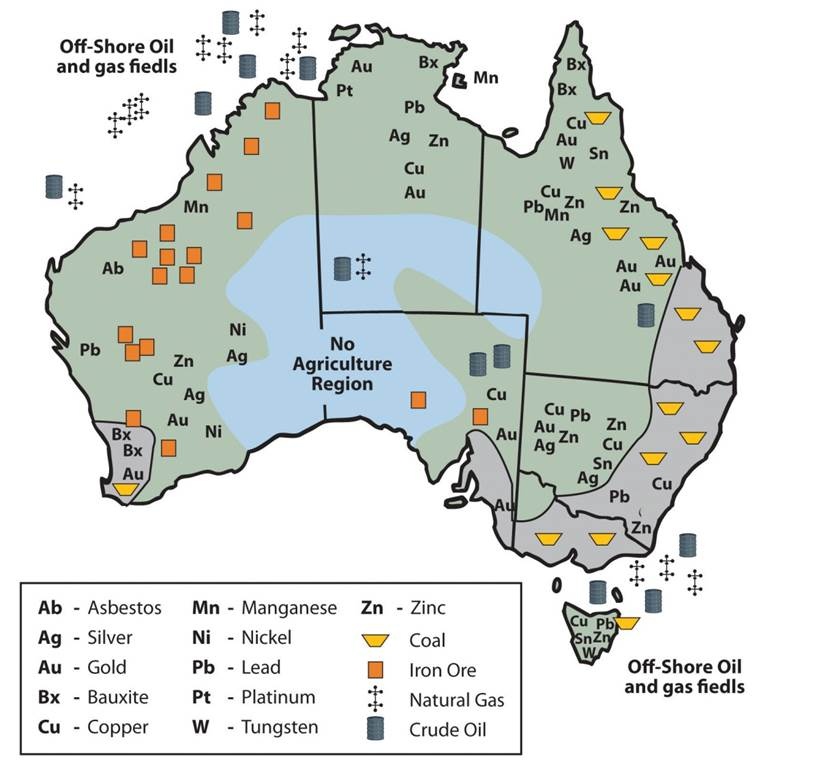 Off-Shore Oil
and gas fiedls
Au
Bx
Mn
Pt
Pb
Ag Zn
Cu
Au
Bx
Bx
Cu
Au
Sn
W
Cu
Zn
Pb
Mn
Zn
Ag
Au
Au
Au
Mn
Ab
Pb
Ni
Ag
Zn
Cu
Ag
Au
Ni
Bx
Bx
Au
No
Agriculture
Region
Cu
Au
Au
Cu Pb
Au
Zn
Ag
Zn
Cu
Sn
Ag
Pb
Cu
Zn
Cu Pb
Sn Zn
W
Off-Shore Oil
and gas fiedls
Ab - Asbestos
Ag - Silver
Au - Gold
Bx - Bauxite
Cu - Copper
Mn - Manganese
Ni - Nickel
Pb - Lead
Pt - Platinum
W - Tungsten
Zn - Zinc
Coal
Iron Ore
Natural Gas
Crude Oil